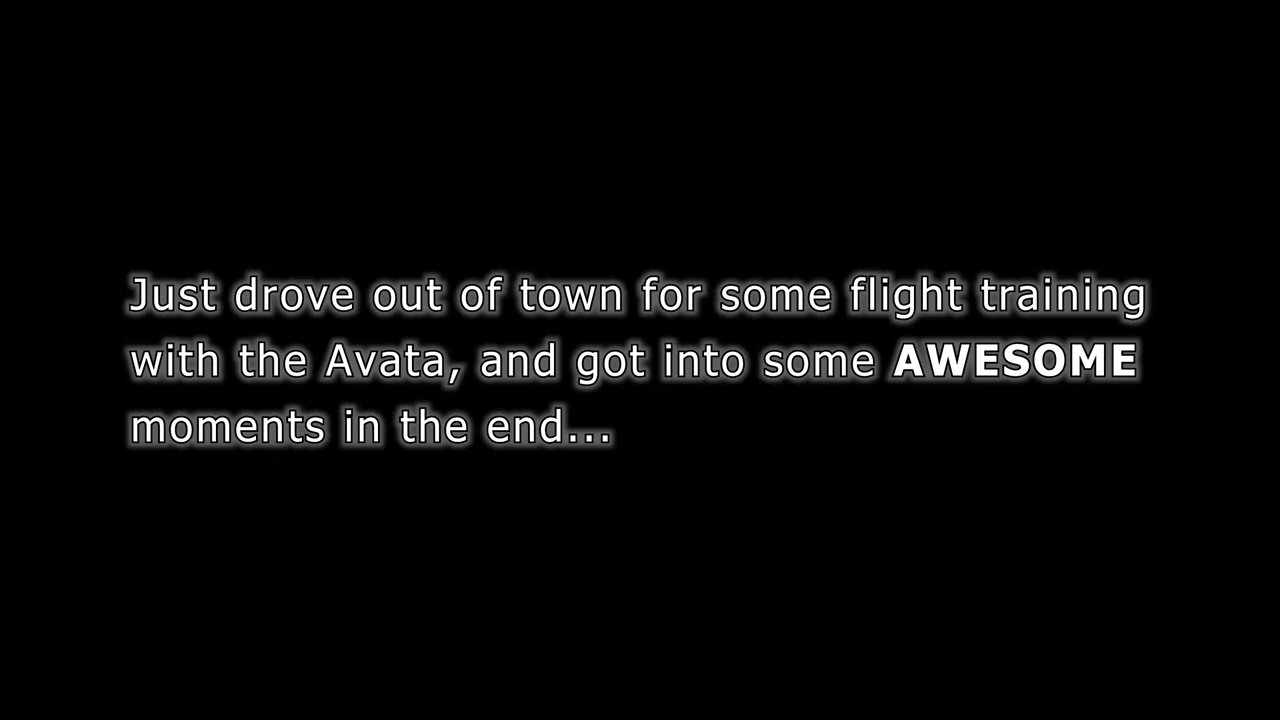 Just drove out of town for some flight training
with the Avata, and got into some AWESOME
moments in the end...